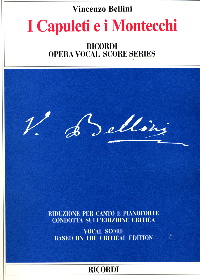 Vincenzo Bellini
I Capuleti e i Montecchi
RICORDI
OPERA VOCAL SCORE SERIES
V. Bellini
RIDUZIONE PER CANTO E PIANOFORTE
CONDOTTA SULL'EDIZIONE CRITICA
VOCAL SCORE
BASED ON THE CRITICAL EDITION
RICORDI